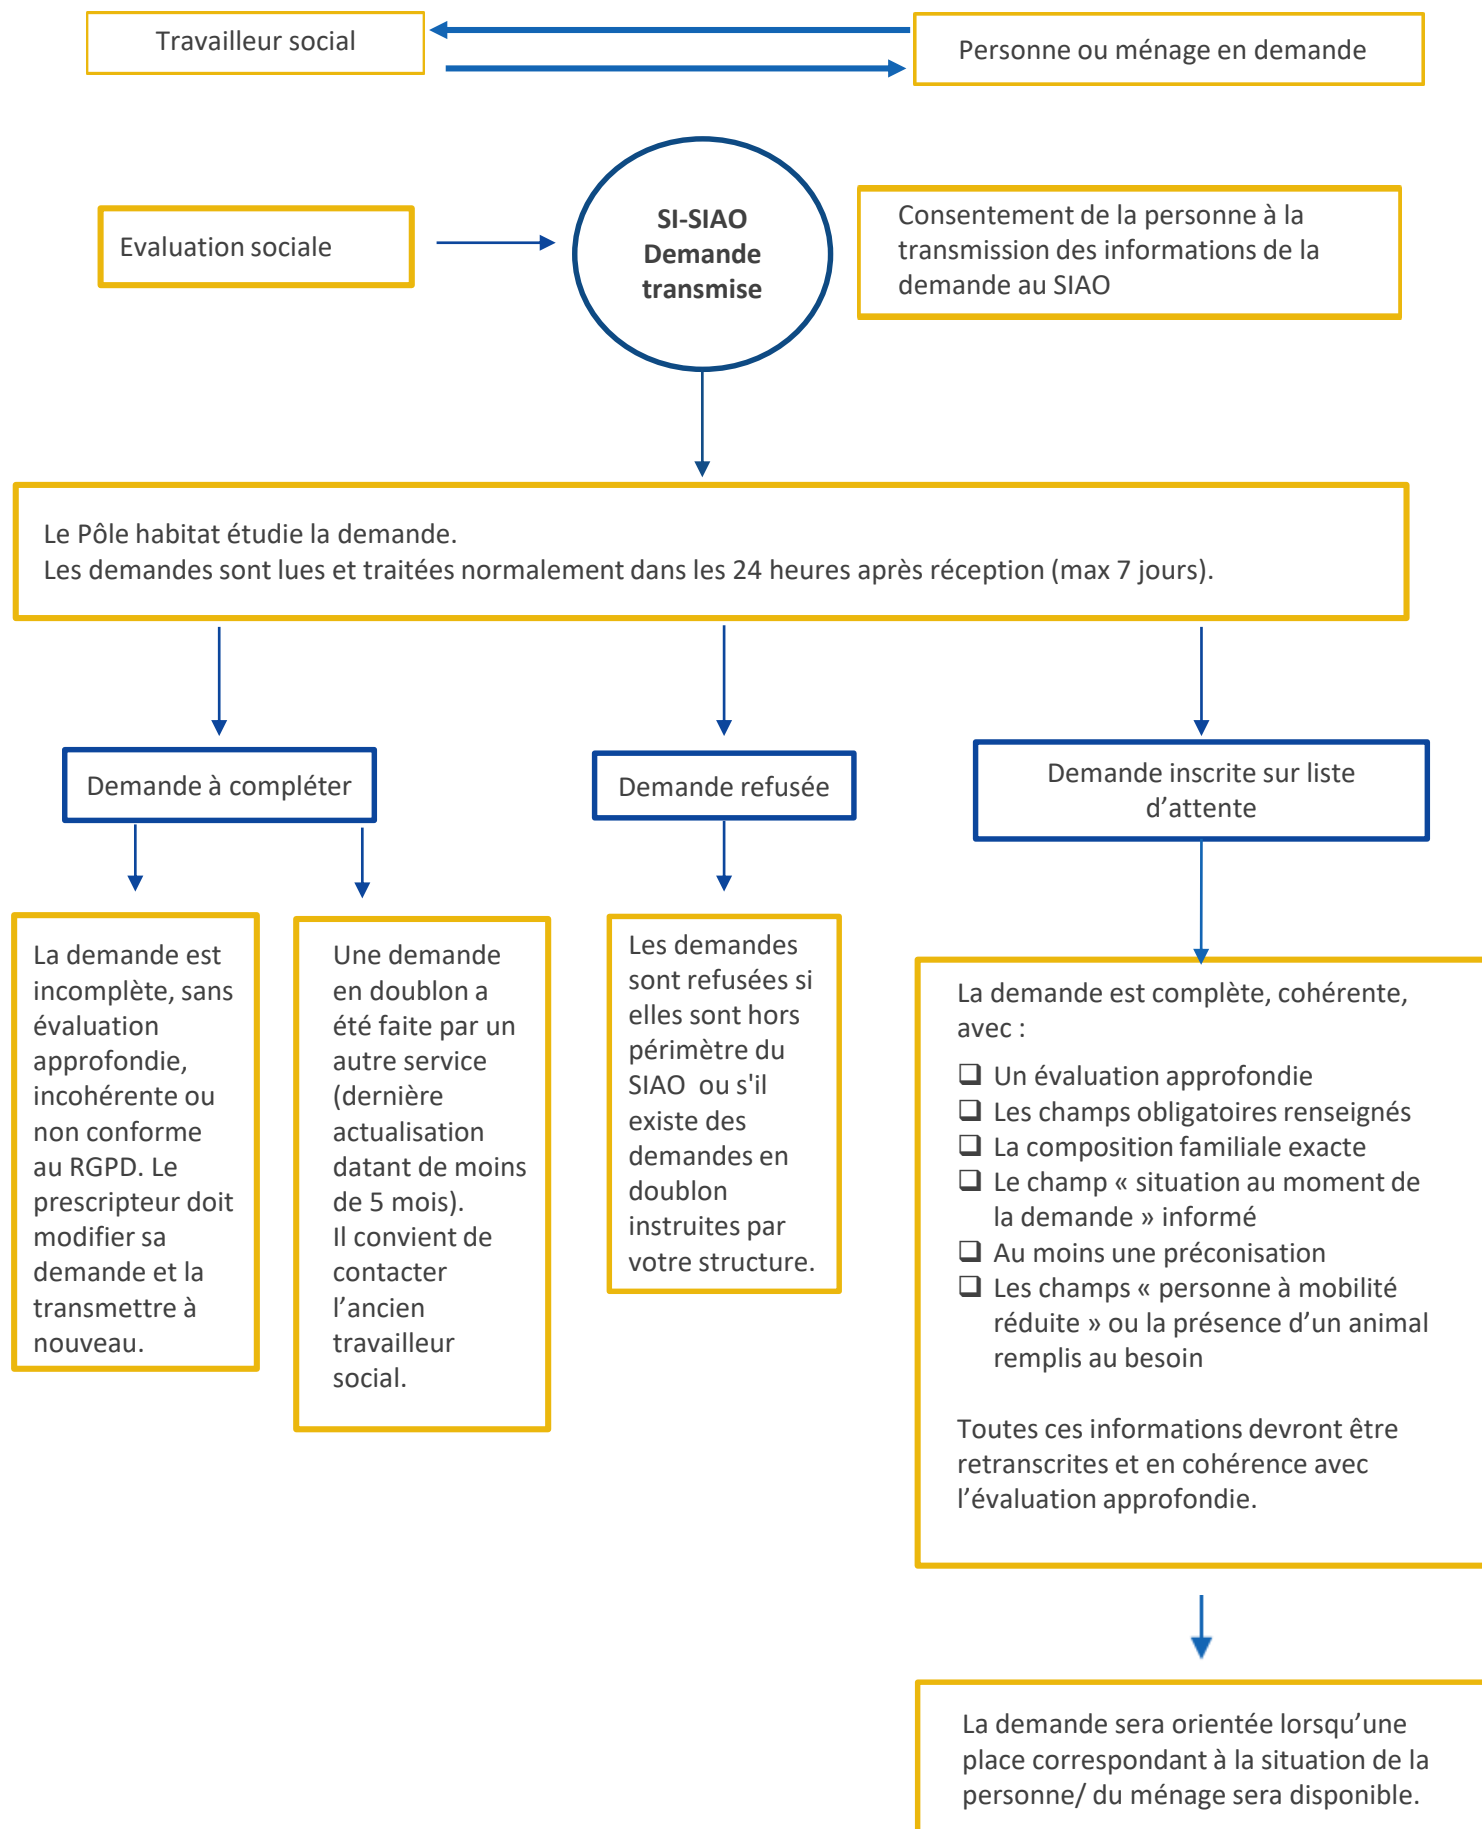 Travailleur social
Personne ou ménage en demande
Evaluation sociale
SI-SIAO
Demande
transmise
Consentement de la personne à la
transmission des informations de la
demande au SIAO
Le Pôle habitat étudie la demande.
Les demandes sont lues et traitées normalement dans les 24 heures après réception (max 7 jours).
Demande à compléter
Demande refusée
Demande inscrite sur liste
d’attente
La demande est
incomplète, sans
évaluation
approfondie,
incohérente ou
non conforme
au RGPD. Le
prescripteur doit
modifier sa
demande et la
transmettre à
nouveau.
Une demande
en doublon a
été faite par un
autre service
(dernière
actualisation
datant de moins
de 5 mois).
Il convient de
contacter
l’ancien
travailleur
social.
Les demandes
sont refusées si
elles sont hors
périmètre du
SIAO ou s'il
existe des
demandes en
doublon
instruites par
votre structure.
La demande est complète, cohérente,
avec :
❑ Un évaluation approfondie
❑ Les champs obligatoires renseignés
❑ La composition familiale exacte
❑ Le champ « situation au moment de
la demande » informé
❑ Au moins une préconisation
❑ Les champs « personne à mobilité
réduite » ou la présence d’un animal
remplis au besoin
Toutes ces informations devront être
retranscrites et en cohérence avec
l’évaluation approfondie.
La demande sera orientée lorsqu’une
place correspondant à la situation de la
personne/ du ménage sera disponible.